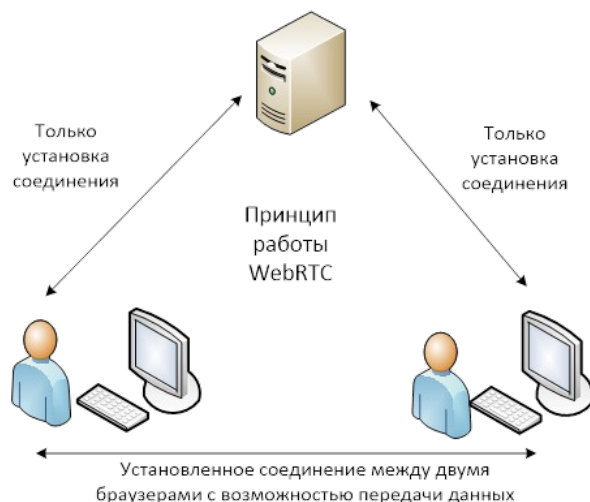 Только
установка
соединения
Только
установка
соединения
Принцип
работы
WebRTC
Установленное соединение между двумя
браузерами с возможностью передачи данных